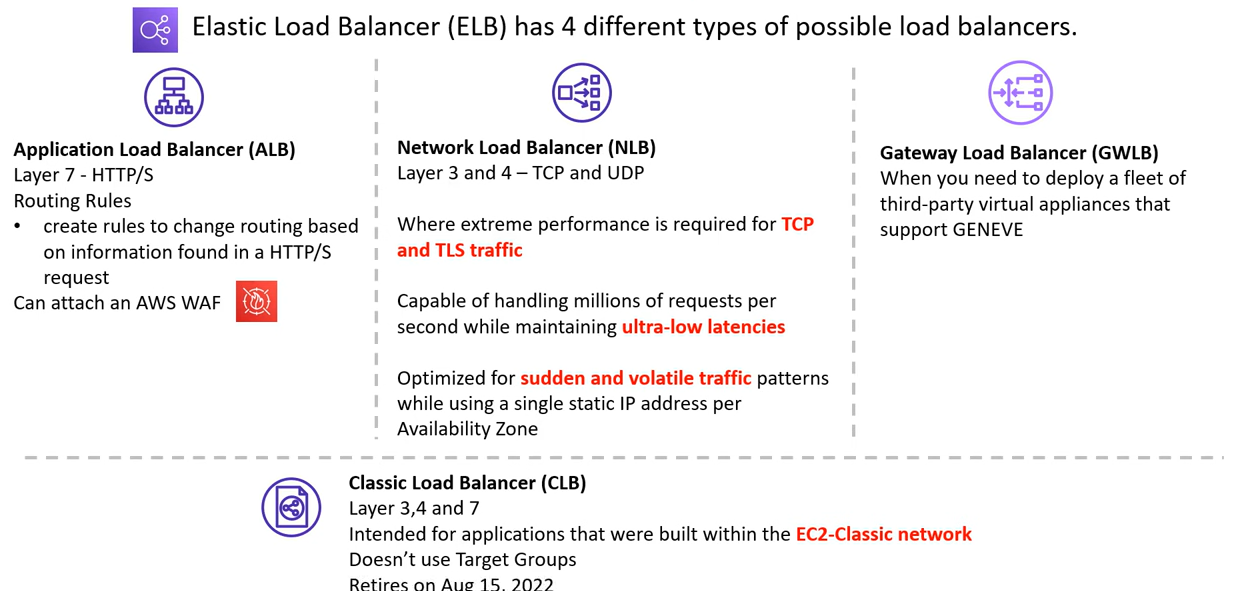 Elastic Load Balancer (ELB) has 4 different types of possible load balancers.
Application Load Balancer (ALB)
Layer 7 - HTTP/S
Routing Rules
• create rules to change routing based
on information found in a HTTP/S
request
Can attach an AWS WAF
Network Load Balancer (NLB)
Layer 3 and 4 – TCP and UDP
Where extreme performance is required for TCP
and TLS traffic
Capable of handling millions of requests per
second while maintaining ultra-low latencies
Optimized for sudden and volatile traffic patterns
while using a single static IP address per
Availability Zone
Gateway Load Balancer (GWLB)
When you need to deploy a fleet of
third-party virtual appliances that
support GENEVE
Classic Load Balancer (CLB)
Layer 3,4 and 7
Intended for applications that were built within the EC2-Classic network
Doesn’t use Target Groups
Retires on Aug 15, 2022